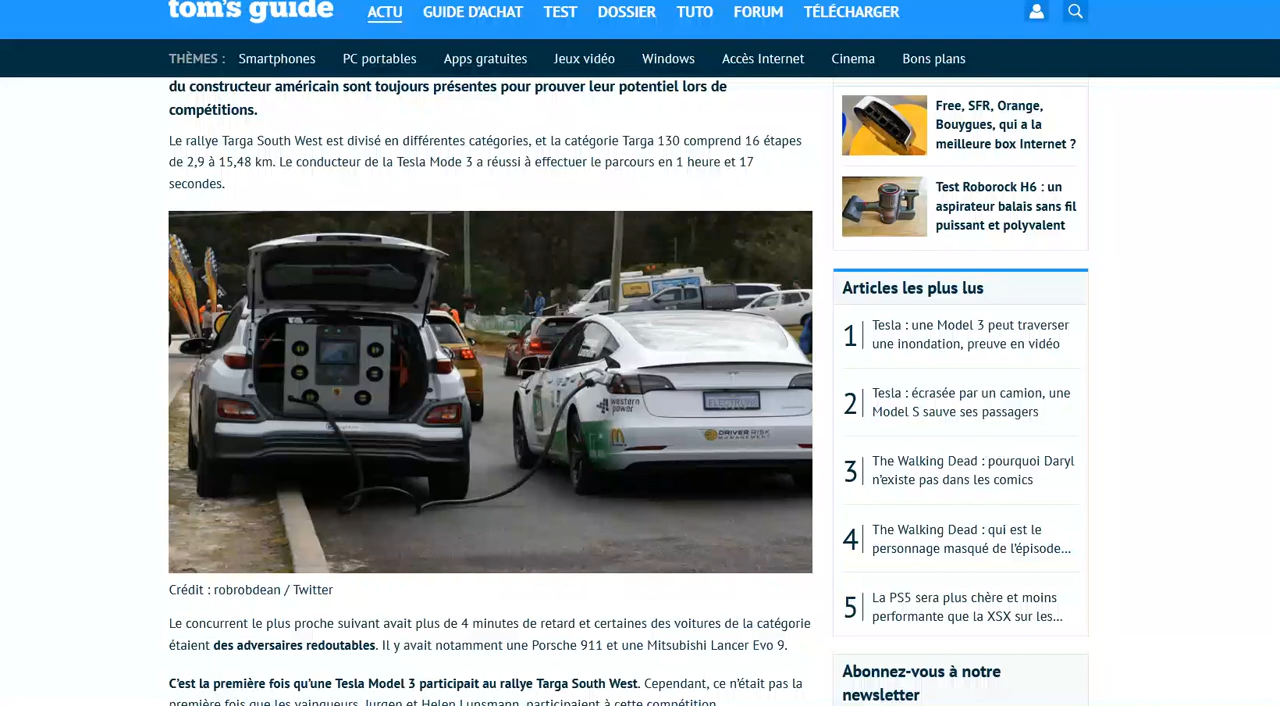 tom's guide
ACTU GUIDE D'ACHAT TEST DOSSIER TUTO FORUM TÉLÉCHARGER
THÈMES : Smartphones PC portables Apps gratuites Jeux vidéo Windows Accès Internet Cinema Bons plans
du constructeur américain sont toujours présentes pour prouver leur potentiel lors de
compétitions.
Le rallye Targa South West est divisé en différentes catégories, et la catégorie Targa 130 comprend 16 étapes
de 2,9 à 15,48 km. Le conducteur de la Tesla Mode 3 a réussi à effectuer le parcours en 1 heure et 17
secondes.
western
power
ELECTRUNE
DRIVER RISK
MANAGEMENT
Crédit : robrobdean / Twitter
Le concurrent le plus proche suivant avait plus de 4 minutes de retard et certaines des voitures de la catégorie
étaient des adversaires redoutables. Il y avait notamment une Porsche 911 et une Mitsubishi Lancer Evo 9.
C'est la première fois qu'une Tesla Model 3 participait au rallye Targa South West. Cependant, ce n'était pas la
première fois que les vainqueurs, Jurgen et Helen Lunsmann, participaient à cette compétition.
Free, SFR, Orange,
Bouygues, qui a la
meilleure box Internet ?
Test Roborock H6 : un
aspirateur balais sans fil
puissant et polyvalent
Articles les plus lus
1 Tesla : une Model 3 peut traverser
une inondation, preuve en vidéo
2 Tesla : écrasée par un camion, une
Model S sauve ses passagers
3 The Walking Dead : pourquoi Daryl
n'existe pas dans les comics
4 The Walking Dead : qui est le
personnage masqué de l'épisode...
5 La PS5 sera plus chère et moins
performante que la XSX sur les...
Abonnez-vous à notre
newsletter